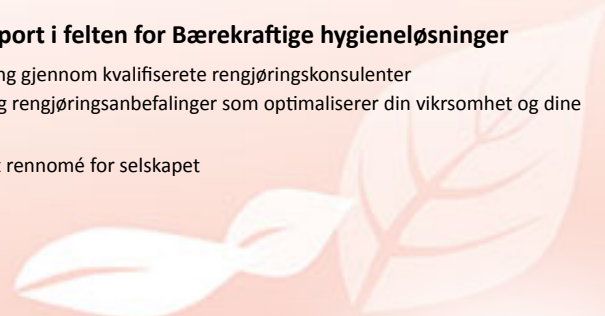 port i felten for Bærekraftige hygieneløsninger
ng gjennom kvalifiserete rengjøringskonsulenter
g rengjøringsanbefalinger som optimaliserer din vikrsomhet og dine
t rennomé for selskapet